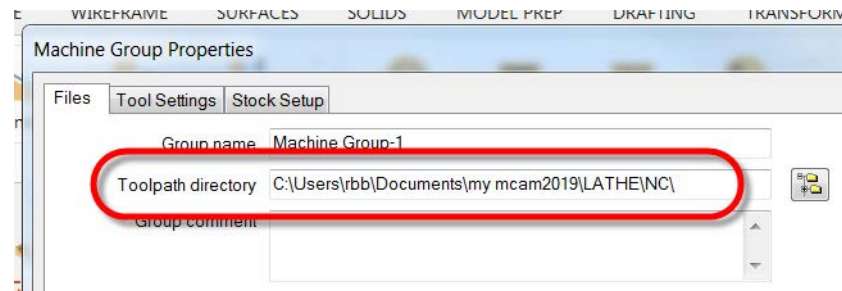 WIREFRAME SURFACES SOLIDS MODEL PREP DRAFTING TRANSFORM
Machine Group Properties
Files Tool Settings Stock Setup
Group name Machine Group-1
Toolpath directory C:\Users\rbb\Documents\my mcam2019\LATHE\NC\
Group comment